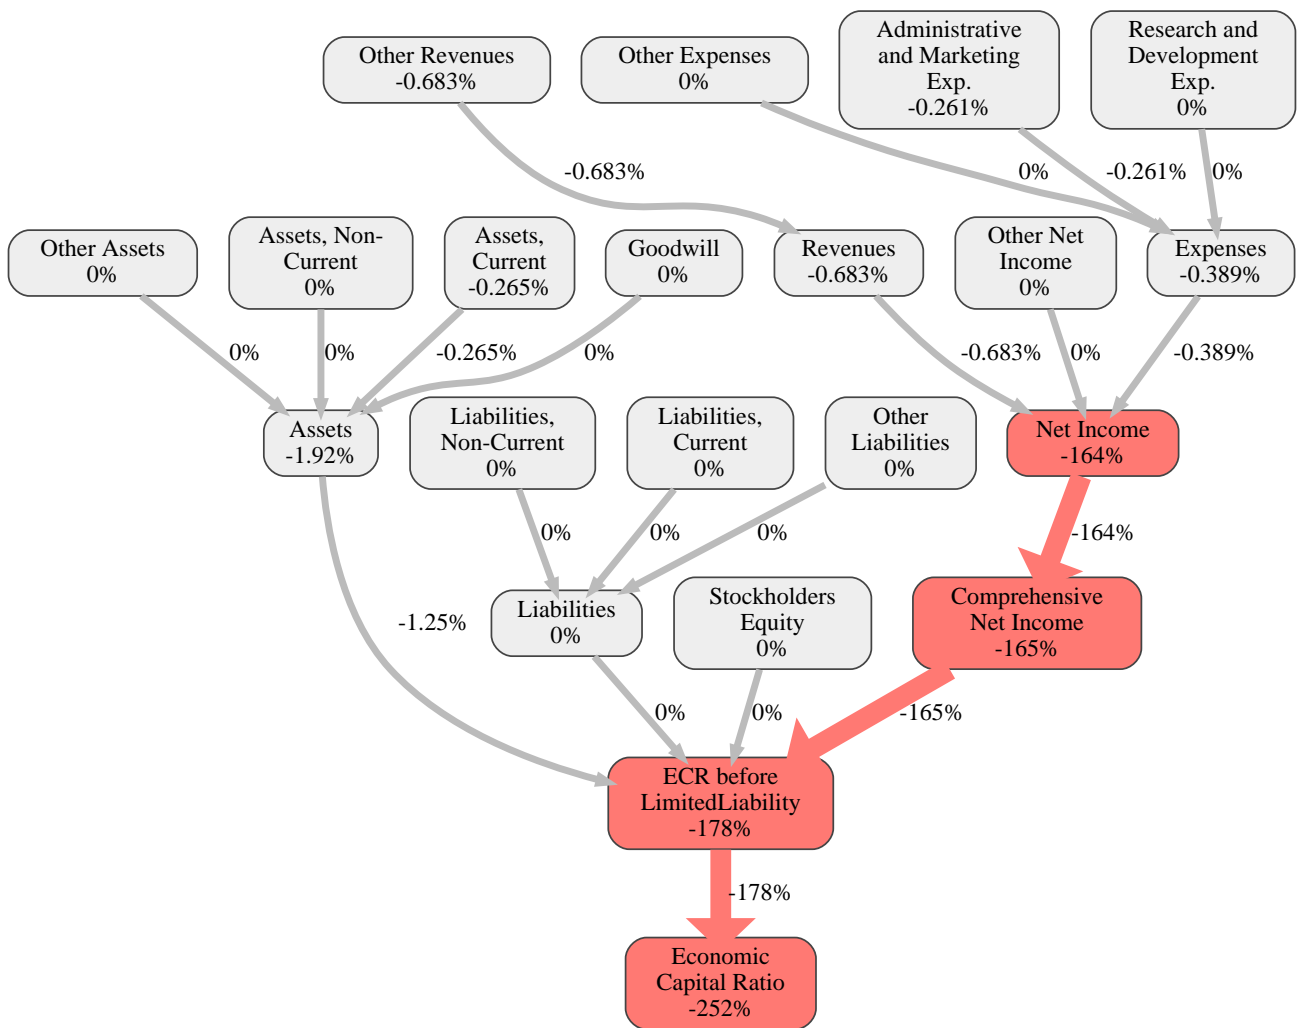 Other Revenues
-0.683%
Other Expenses
0%
Administrative
and Marketing
Exp.
-0.261%
Research and
Development
Exp.
0%
-0.683%
0%
-0.261%
0%
Other Assets
0%
Assets, Non-
Current
0%
Assets,
Current
-0.265%
Goodwill
0%
Revenues
-0.683%
Other Net
Income
0%
Expenses
-0.389%
0%
0%
-0.265%
0%
-0.683%
0%
-0.389%
Assets
-1.92%
Liabilities,
Non-Current
0%
Liabilities,
Current
0%
Other
Liabilities
0%
Net Income
-164%
0%
0%
0%
-164%
-1.25%
Liabilities
0%
Stockholders
Equity
0%
Comprehensive
Net Income
-165%
0%
0%
-165%
ECR before
LimitedLiability
-178%
-178%
Economic
Capital Ratio
-252%